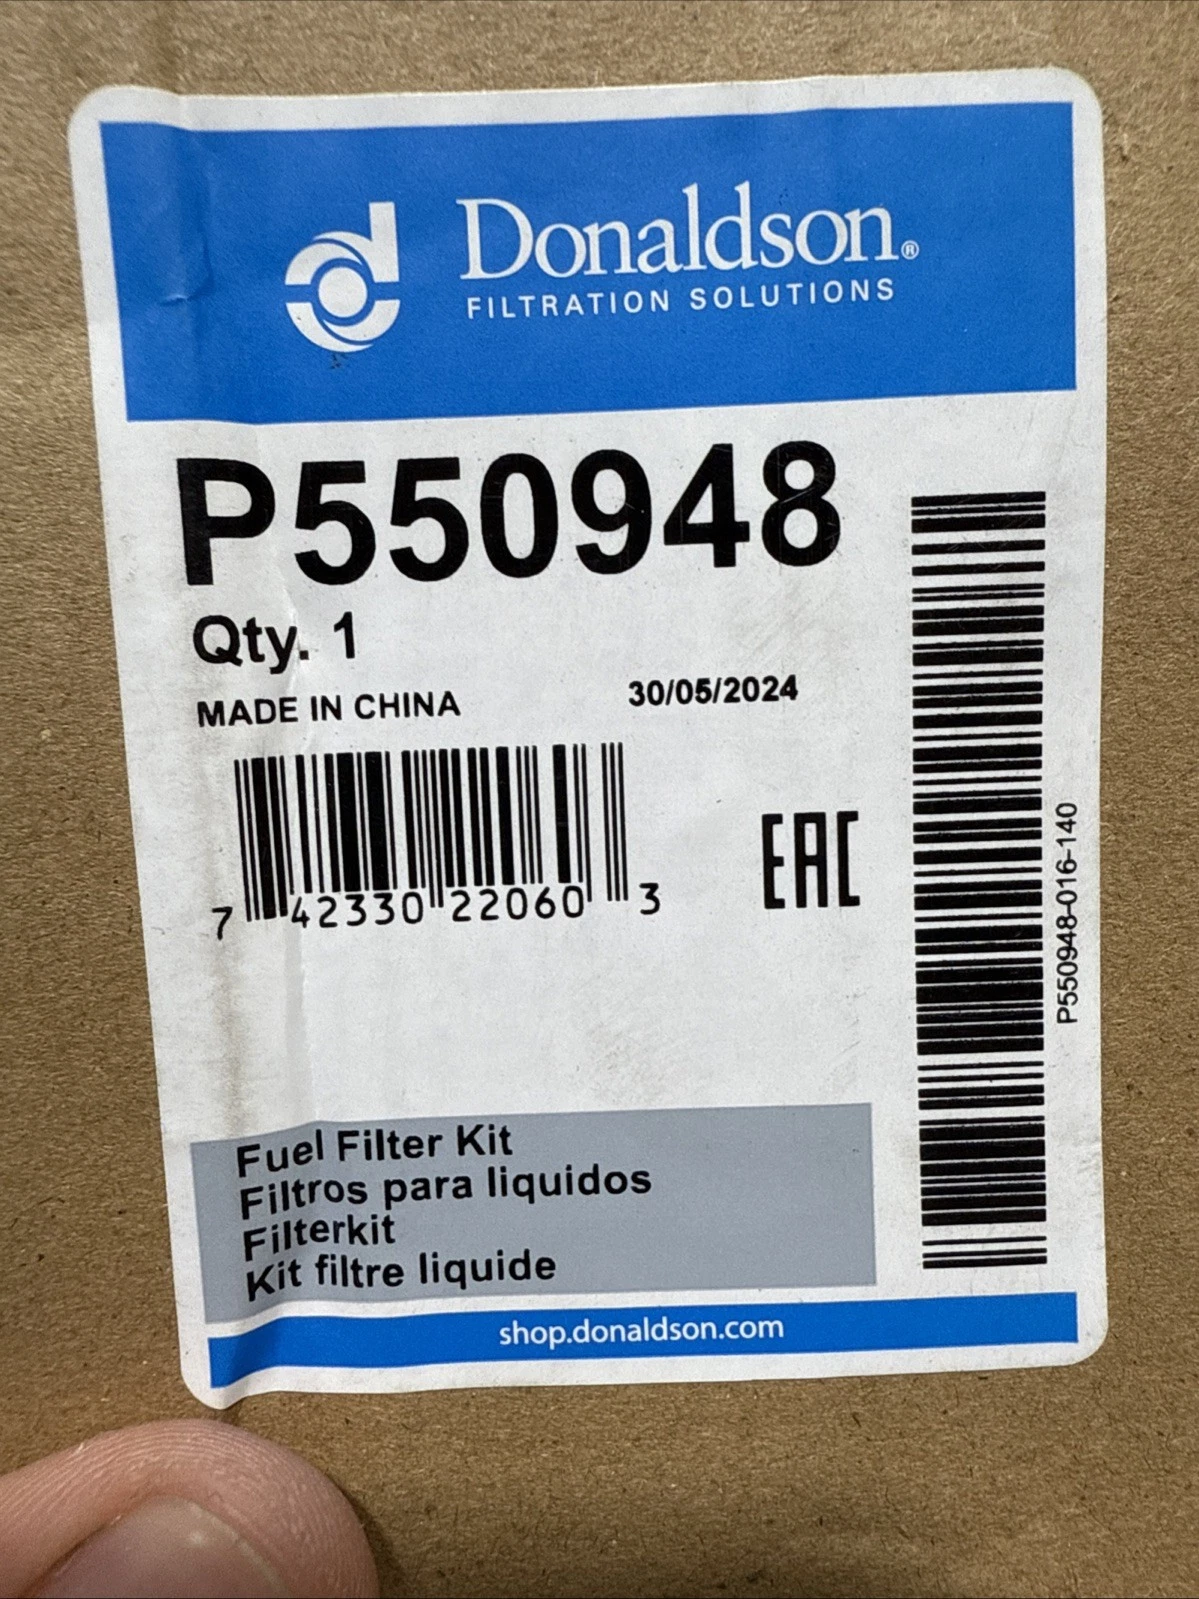 Donaldson®
FILTRATION SOLUTIONS
P550948
Qty. 1
MADE IN CHINA
30/05/2024
7 42330 22060 3
EAC
P550948-016-140
Fuel Filter Kit
Filtros para liquidos
Filterkit
Kit filtre liquide
shop.donaldson.com